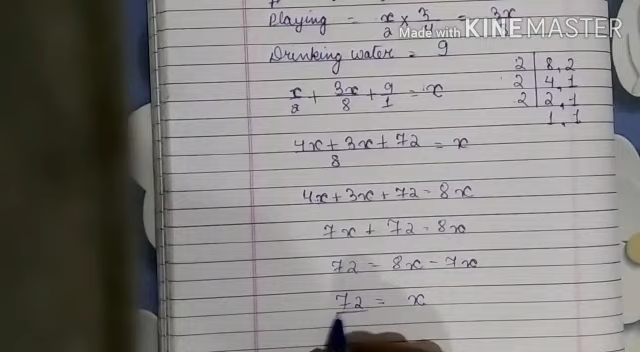 Playing = x/2 × 3/4 = 3x
Made with KINEMASTER
Drinking water = 9
x/2 + 3x/8 + 9/1 = x
2 | 8, 2
2 | 4, 1
2 | 2, 1
1, 1
4x + 3x + 72 / 8 = x
4x + 3x + 72 = 8x
7x + 72 = 8x
72 = 8x - 7x
72 = x